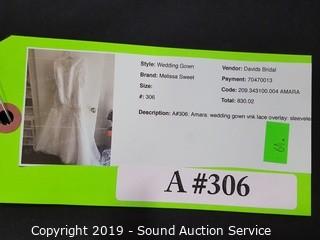 Style: Wedding Gown
Vendor: Davids Bridal
Brand: Melissa Sweet
Payment: 70470013
Size:
Code: 209.343100.004 AMARA
#: 306
Total: 830.02
Description: A#306: Amara: wedding gown vnk lace overlay: sleeveles
A #306
Copyright 2019 - Sound Auction Service